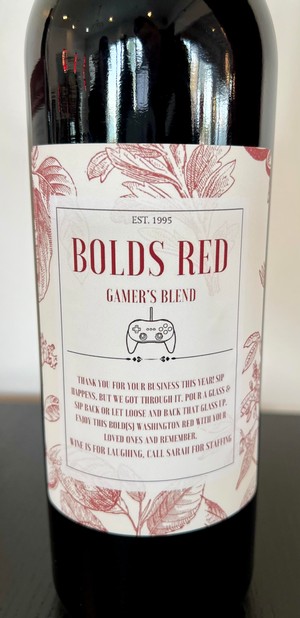 EST. 1995
BOLDS RED
GAMER'S BLEND
THANK YOU FOR YOUR BUSINESS THIS YEAR! SIP
HAPPENS, BUT WE GOT THROUGH IT. POUR A GLASS &
SIP BACK OR LET LOOSE AND BACK THAT GLASS UP.
ENJOY THIS BOLD(S) WASHINGTON RED WITH YOUR
LOVED ONES AND REMEMBER,
WINE IS FOR LAUGHING, CALL SARAH FOR STAFFING